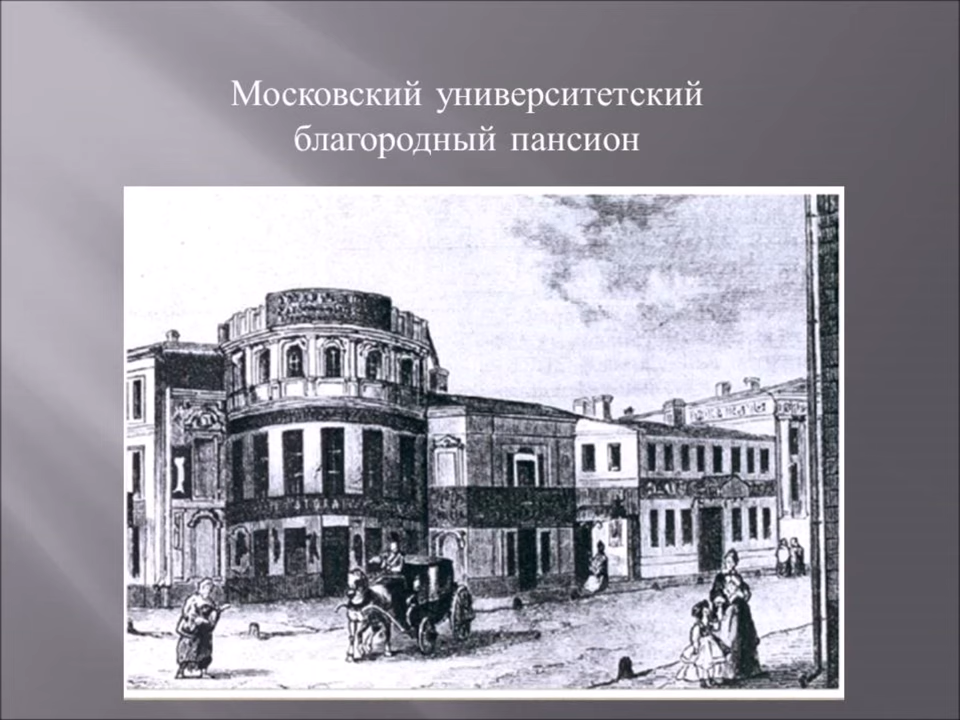 Московский университетский
благородный пансион